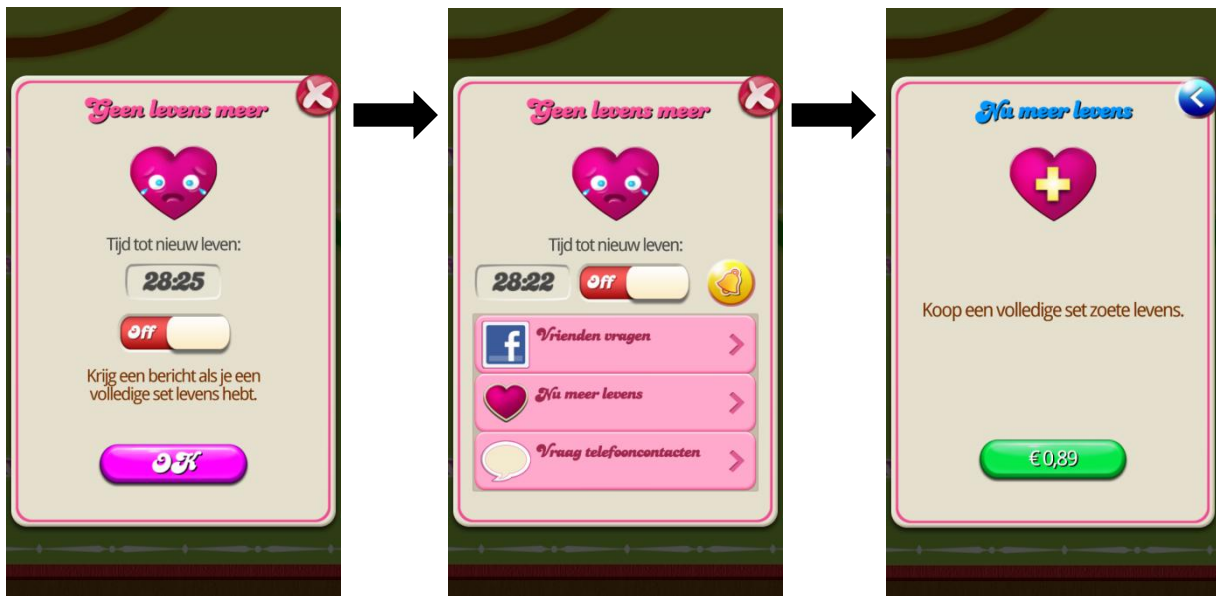 Geen levens meer
Tijd tot nieuw leven:
28:25
Off
Krijg een bericht als je een
volledige set levens hebt.
OK
Geen levens meer
Tijd tot nieuw leven:
28:22 Off
f Vrienden vragen
Nu meer levens
Vraag telefooncontacten
Nu meer levens
Koop een volledige set zoete levens.
€ 0,89